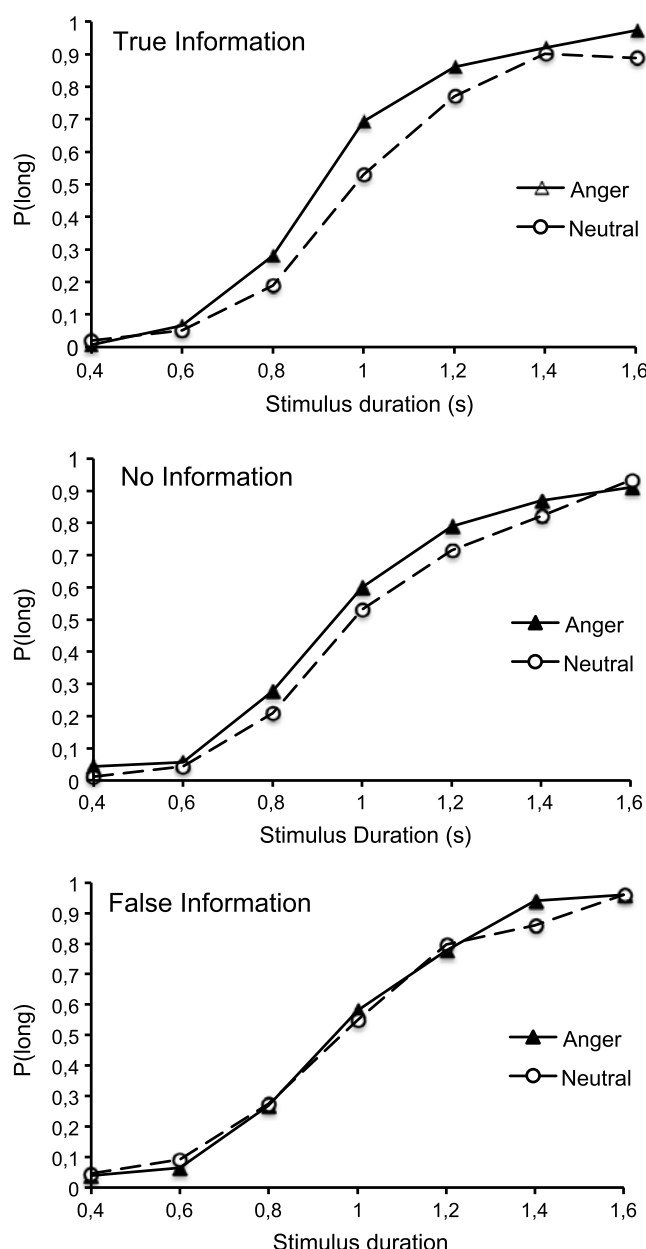 True Information
P(long)
1
0,9
0,8
0,7
0,6
0,5
0,4
0,3
0,2
0,1
0
Anger
Neutral
0,4 0,6 0,8 1 1,2 1,4 1,6
Stimulus duration (s)
No Information
P(long)
1
0,9
0,8
0,7
0,6
0,5
0,4
0,3
0,2
0,1
0
Anger
Neutral
0,4 0,6 0,8 1 1,2 1,4 1,6
Stimulus Duration (s)
False Information
P(long)
1
0,9
0,8
0,7
0,6
0,5
0,4
0,3
0,2
0,1
0
Anger
Neutral
0,4 0,6 0,8 1 1,2 1,4 1,6
Stimulus duration